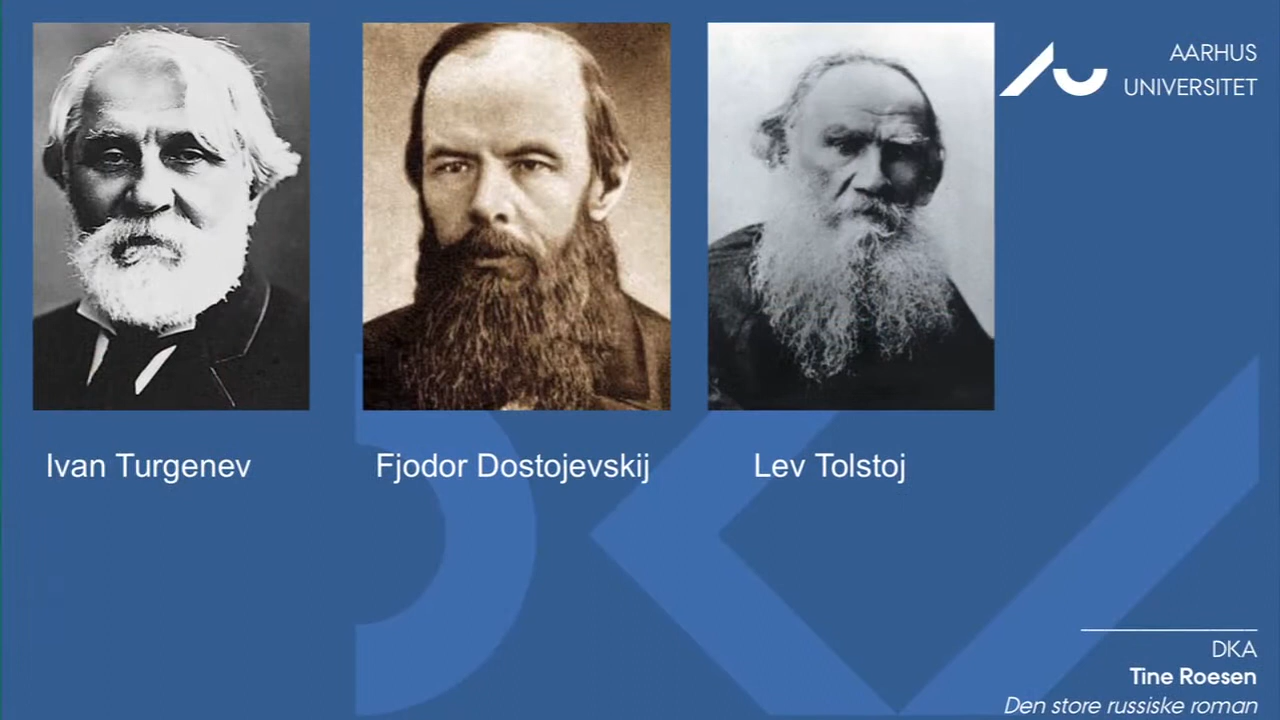 AARHUS
UNIVERSITET
Ivan Turgenev
Fjodor Dostojevskij
Lev Tolstoj
DKA
Tine Roesen
Den store russiske roman